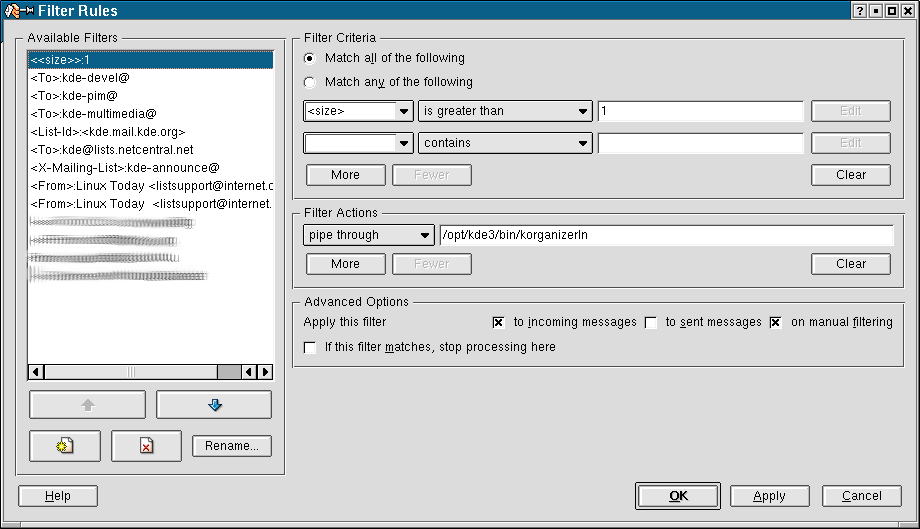 Filter Rules
Available Filters
<<size>>:1
<To>:kde-devel@
<To>:kde-pim@
<To>:kde-multimedia@
<List-Id>:<kde.mail.kde.org>
<To>:kde@lists.netcentral.net
<X-Mailing-List>:kde-announce@
<From>:Linux Today <listsupport@internet.c
<From>:Linux Today <listsupport@internet.
Rename...
Filter Criteria
Match all of the following
Match any of the following
<size> is greater than 1 Edit
contains Edit
More Fewer Clear
Filter Actions
pipe through /opt/kde3/bin/korganizerIn
More Fewer Clear
Advanced Options
Apply this filter to incoming messages to sent messages on manual filtering
If this filter matches, stop processing here
Help OK Apply Cancel